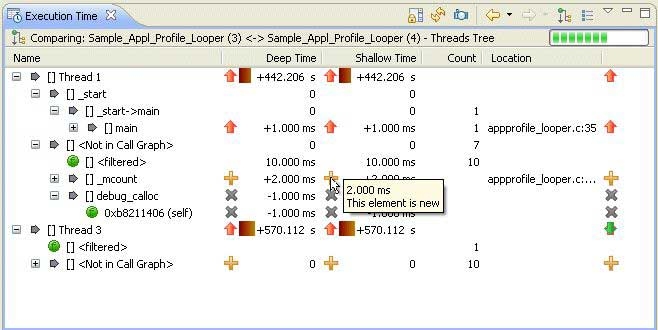 Execution Time
Comparing: Sample_Appl_Profile_Looper (3) <-> Sample_Appl_Profile_Looper (4) - Threads Tree
Name Deep Time Shallow Time Count Location
[] Thread 1 +442.206 s +442.206 s
[] _start 0 0
[] _start->main 0 0 1
[] main +1.000 ms +1.000 ms 1 appprofile_looper.c:35
[] <Not in Call Graph> 0 0 7
[] <filtered> 10.000 ms 10.000 ms 10
[] _mcount +2.000 ms +2.000 ms appprofile_looper.c:...
[] debug_calloc -1.000 ms
0xb8211406 (self) -1.000 ms -1.000 ms
2.000 ms
This element is new
[] Thread 3 +570.112 s +570.112 s
[] <filtered> 1
[] <Not in Call Graph> 0 0 10